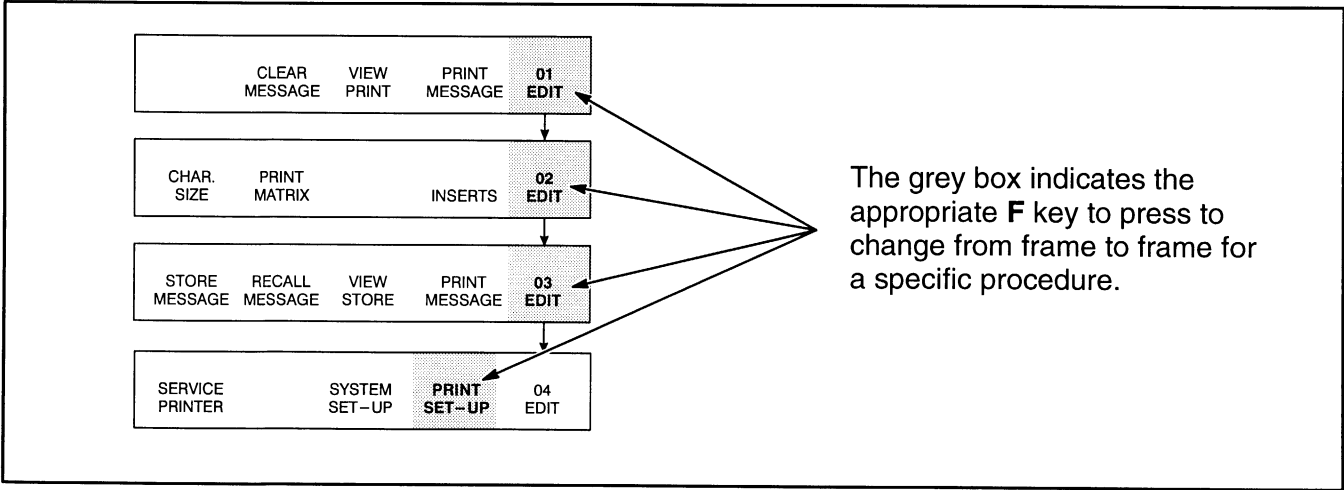 CLEAR VIEW PRINT 01
MESSAGE PRINT MESSAGE EDIT
CHAR. PRINT 02
SIZE MATRIX INSERTS EDIT
STORE RECALL VIEW PRINT 03
MESSAGE MESSAGE STORE MESSAGE EDIT
SERVICE SYSTEM PRINT 04
PRINTER SET-UP SET-UP EDIT
The grey box indicates the
appropriate F key to press to
change from frame to frame for
a specific procedure.